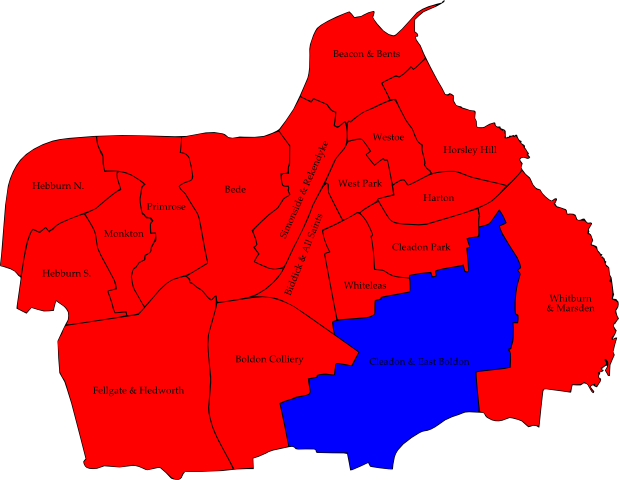 Beacon & Bents
Westoe
Horsley Hill
Simonside & Rekendyke
West Park
Hebburn N.
Primrose
Bede
Harton
Monkton
Biddick & All Saints
Cleadon Park
Hebburn S.
Whiteleas
Whitburn
& Marsden
Boldon Colliery
Cleadon & East Boldon
Fellgate & Hedworth